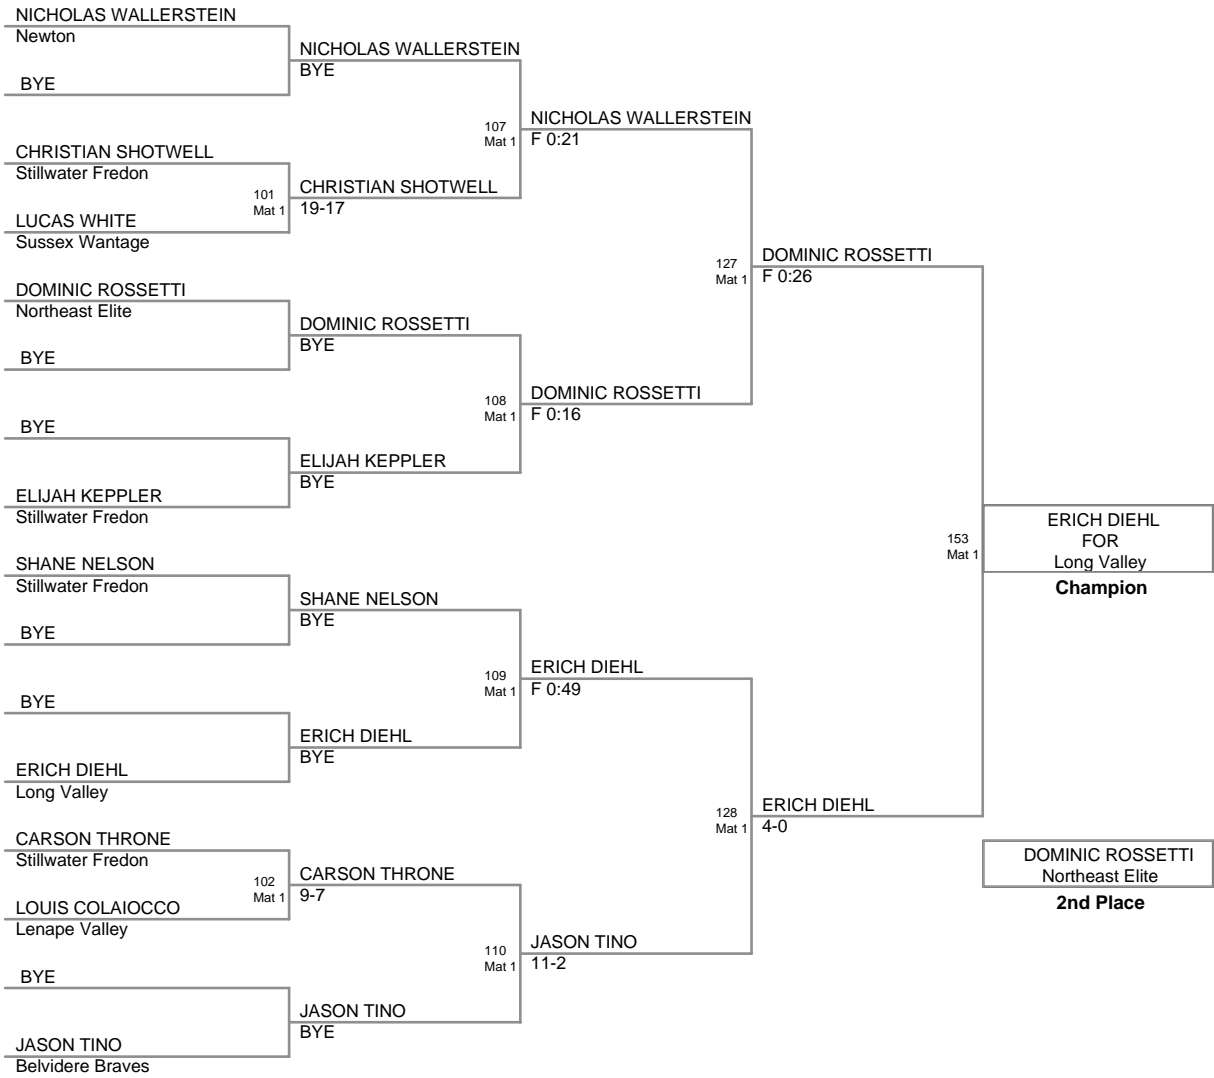 NICHOLAS WALLERSTEIN
Newton
BYE
CHRISTIAN SHOTWELL
Stillwater Fredon
101
Mat 1
LUCAS WHITE
Sussex Wantage
DOMINIC ROSSETTI
Northeast Elite
BYE
BYE
ELIJAH KEPPLER
Stillwater Fredon
SHANE NELSON
Stillwater Fredon
BYE
BYE
ERICH DIEHL
Long Valley
CARSON THRONE
Stillwater Fredon
102
Mat 1
LOUIS COLAIOCCO
Lenape Valley
BYE
JASON TINO
Belvidere Braves
NICHOLAS WALLERSTEIN
BYE
107
Mat 1
CHRISTIAN SHOTWELL
19-17
DOMINIC ROSSETTI
BYE
108
Mat 1
ELIJAH KEPPLER
BYE
SHANE NELSON
BYE
109
Mat 1
ERICH DIEHL
BYE
CARSON THRONE
9-7
110
Mat 1
JASON TINO
BYE
NICHOLAS WALLERSTEIN
F 0:21
127
Mat 1
DOMINIC ROSSETTI
F 0:16
ERICH DIEHL
F 0:49
128
Mat 1
JASON TINO
11-2
DOMINIC ROSSETTI
F 0:26
153
Mat 1
ERICH DIEHL
4-0
ERICH DIEHL
FOR
Long Valley
Champion
DOMINIC ROSSETTI
Northeast Elite
2nd Place